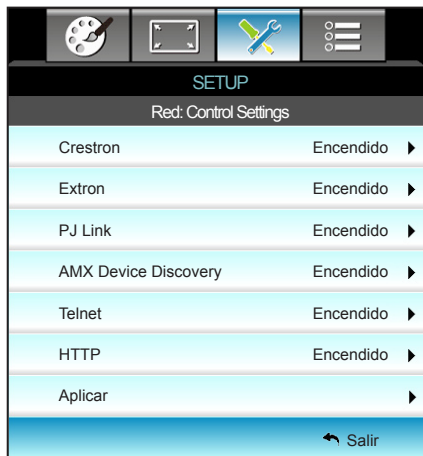 SETUP
Red: Control Settings
Crestron Encendido
Extron Encendido
PJ Link Encendido
AMX Device Discovery Encendido
Telnet Encendido
HTTP Encendido
Aplicar
Salir